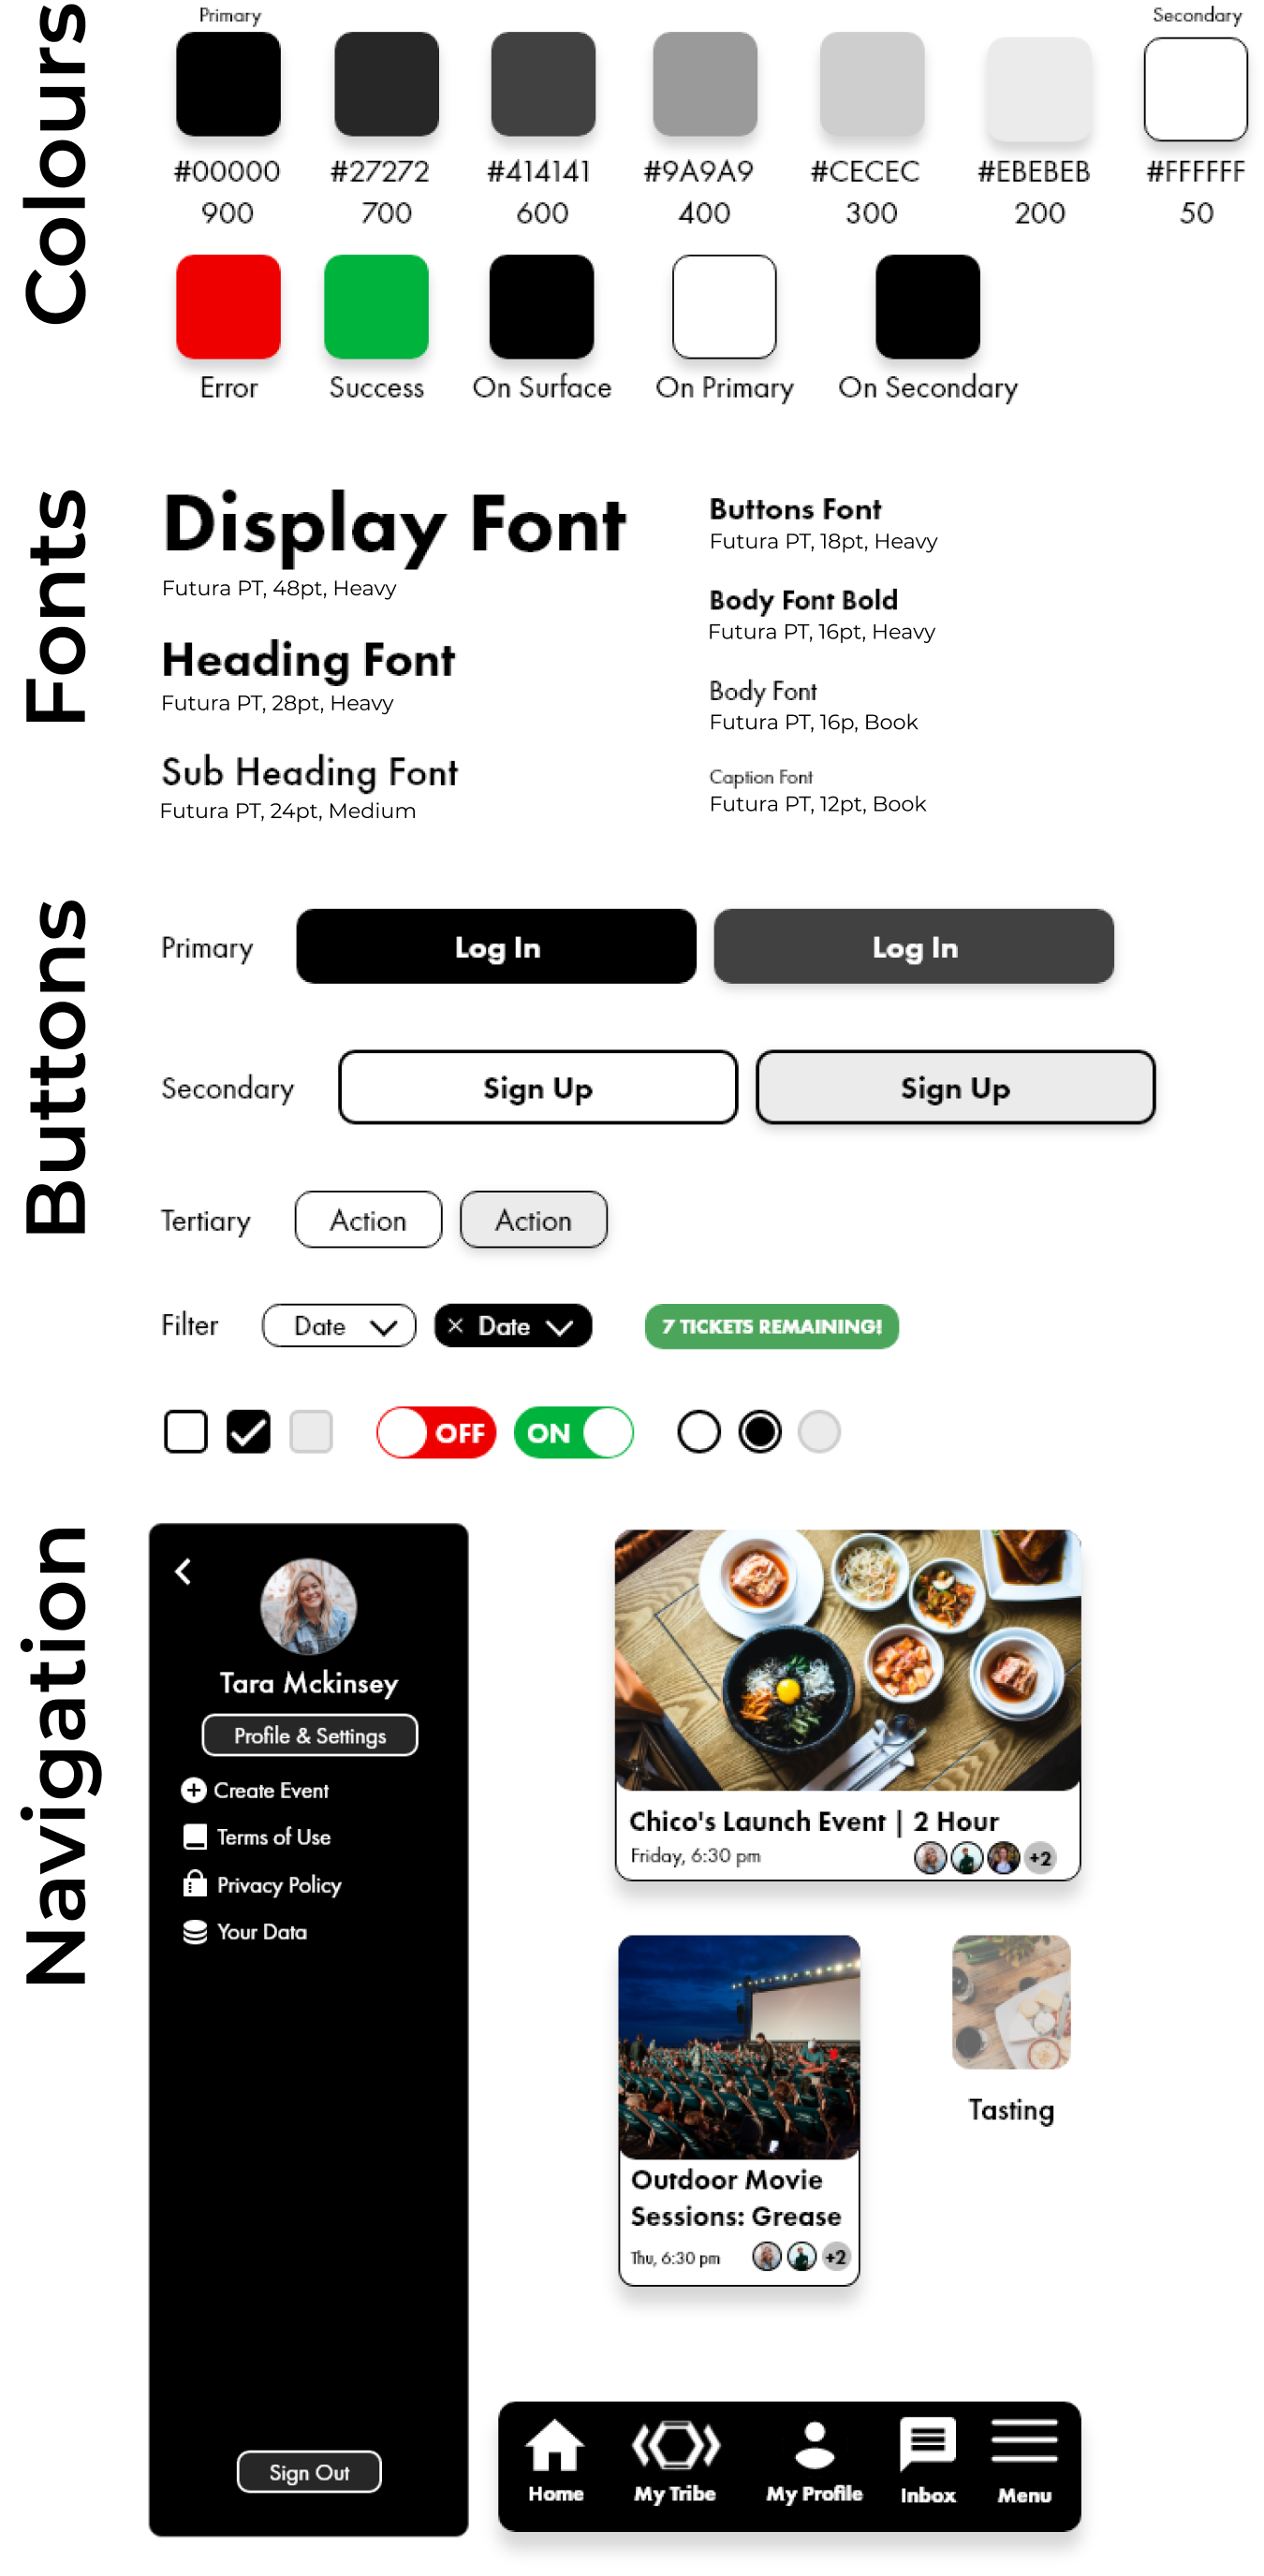 Colours
Primary
Secondary
#00000
#27272
#414141
#9A9A9
#CECEC
#EBEBEB
#FFFFFF
900
700
600
400
300
200
50
Error
Success
On Surface
On Primary
On Secondary
Fonts
Display Font
Futura PT, 48pt, Heavy
Heading Font
Futura PT, 28pt, Heavy
Sub Heading Font
Futura PT, 24pt, Medium
Buttons Font
Futura PT, 18pt, Heavy
Body Font Bold
Futura PT, 16pt, Heavy
Body Font
Futura PT, 16p, Book
Caption Font
Futura PT, 12pt, Book
Buttons
Primary
Log In
Log In
Secondary
Sign Up
Sign Up
Tertiary
Action
Action
Filter
Date
× Date
7 TICKETS REMAINING!
OFF
ON
Navigation
Tara Mckinsey
Profile & Settings
Create Event
Terms of Use
Privacy Policy
Your Data
Sign Out
Chico's Launch Event | 2 Hour
Friday, 6:30 pm
+2
Outdoor Movie
Sessions: Grease
Thu, 6:30 pm
+2
Tasting
Home
My Tribe
My Profile
Inbox
Menu